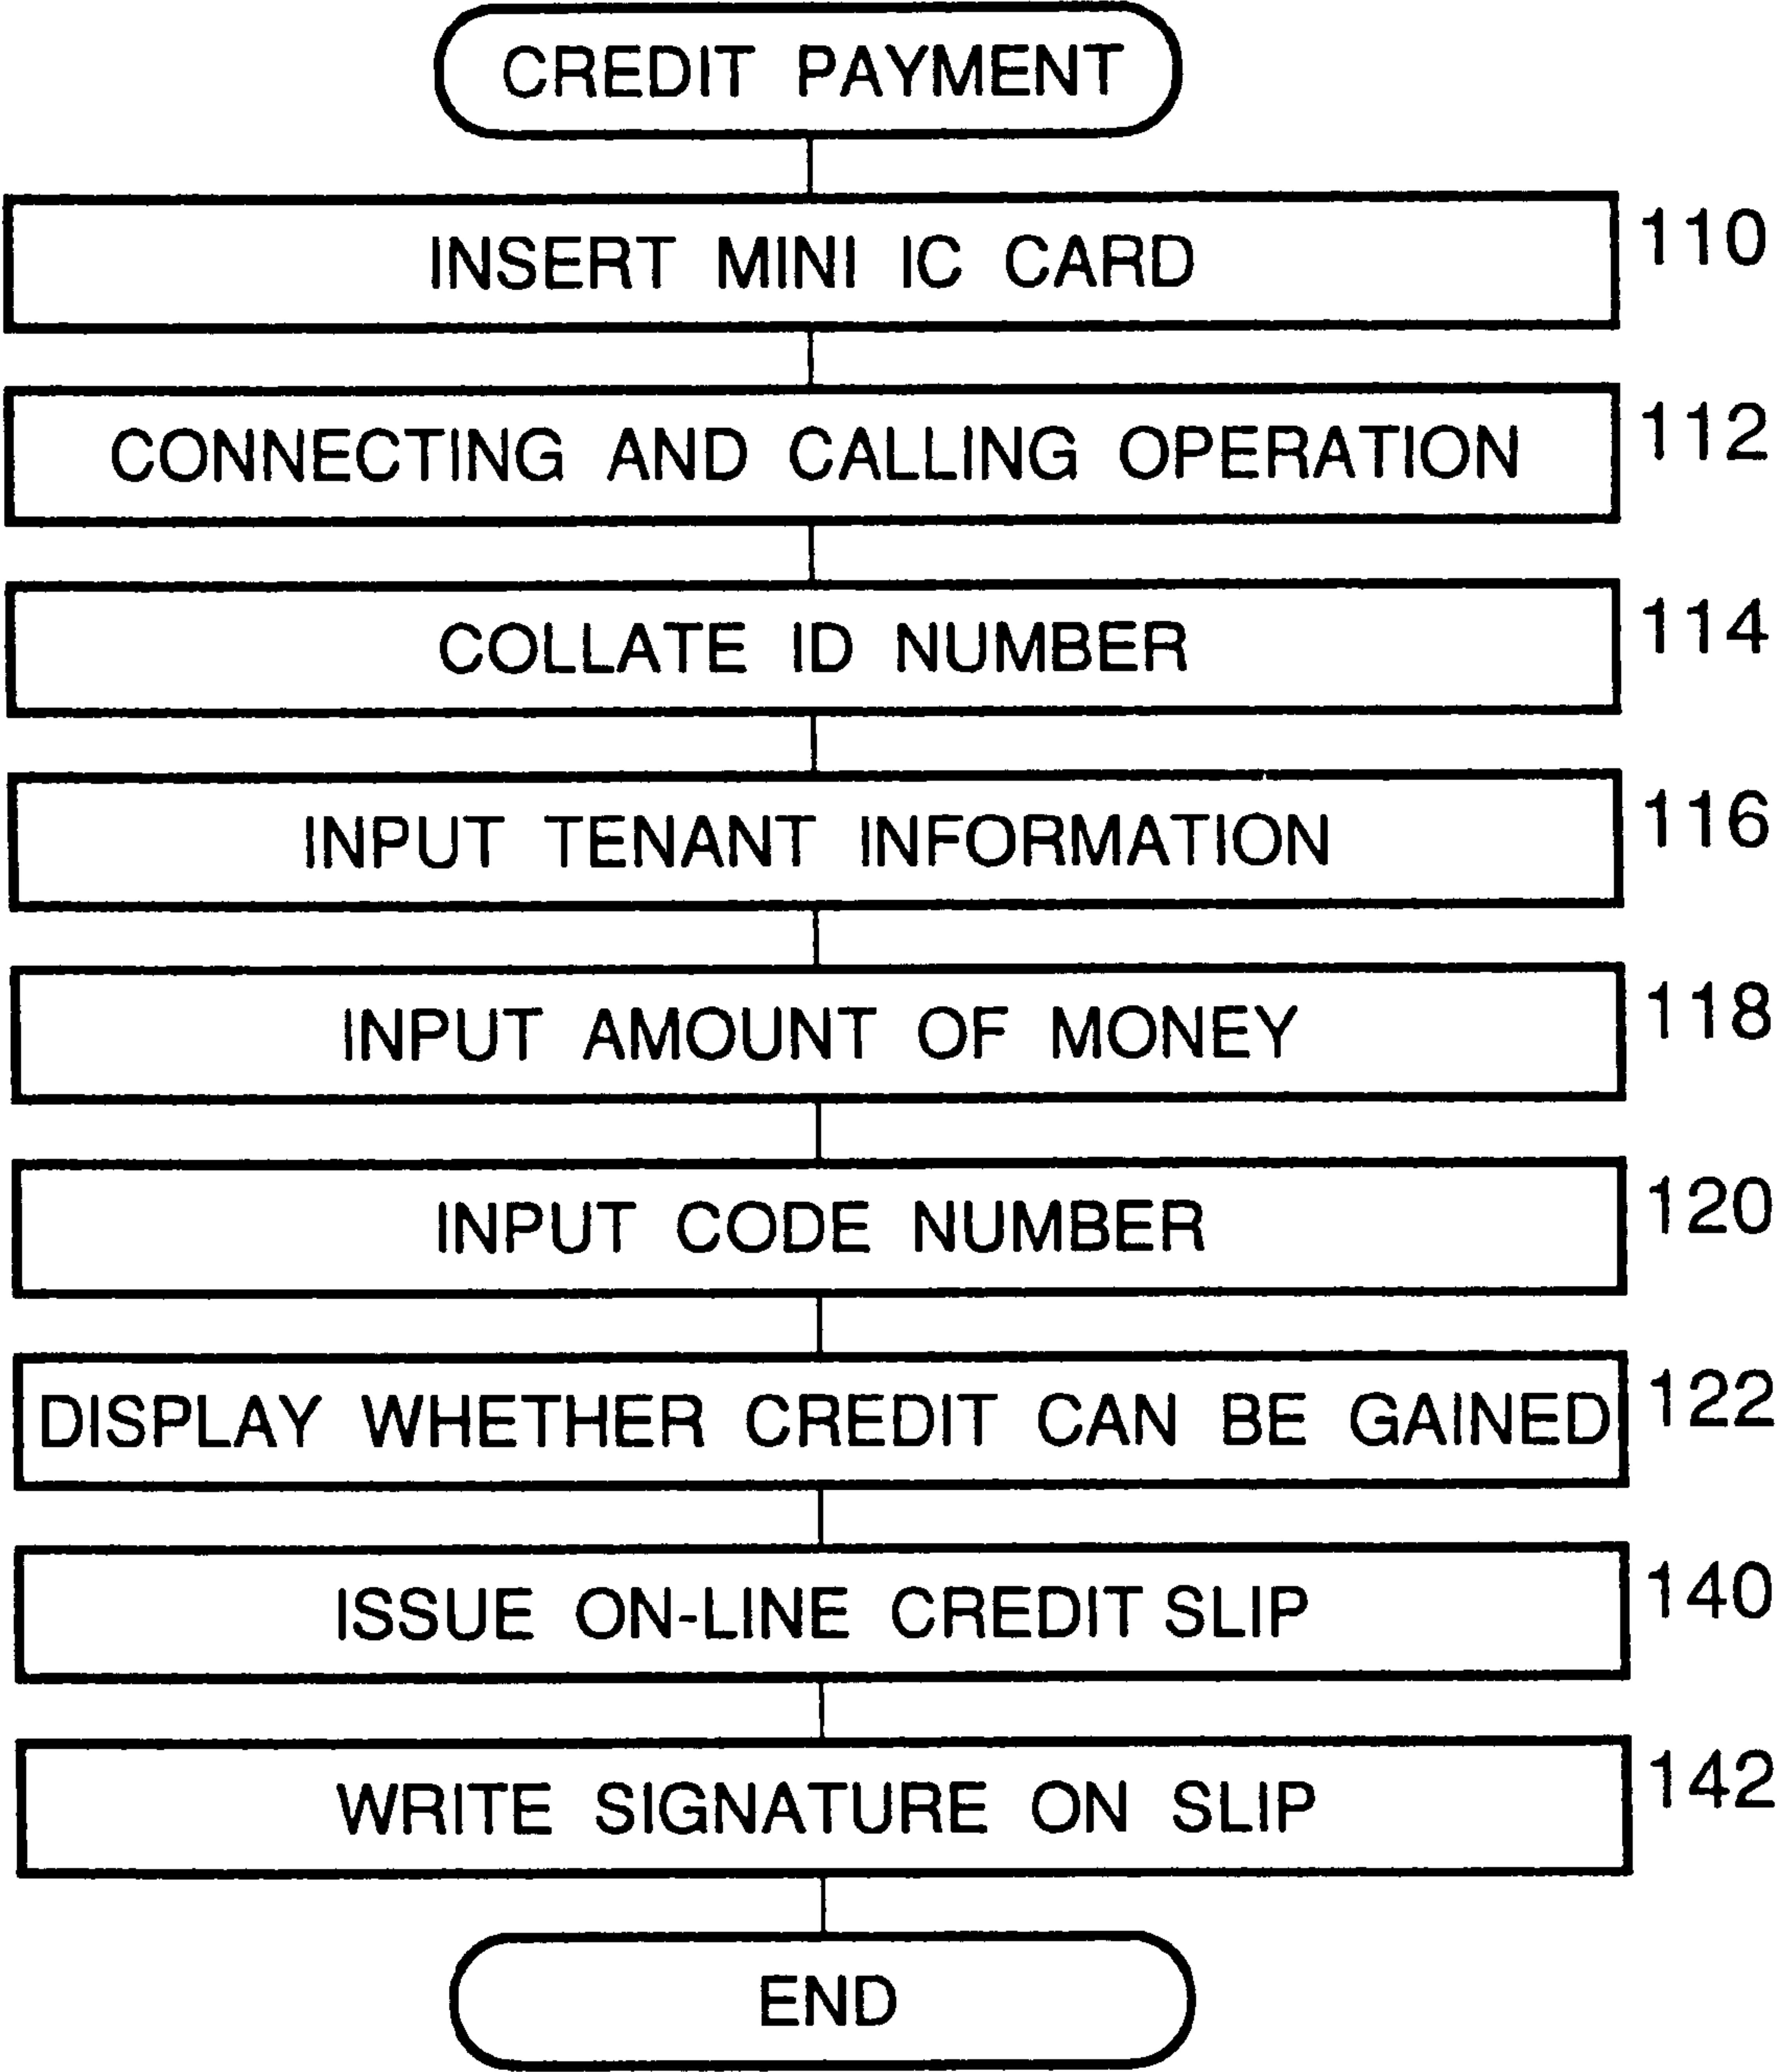 CREDIT PAYMENT
INSERT MINI IC CARD 110
CONNECTING AND CALLING OPERATION 112
COLLATE ID NUMBER 114
INPUT TENANT INFORMATION 116
INPUT AMOUNT OF MONEY 118
INPUT CODE NUMBER 120
DISPLAY WHETHER CREDIT CAN BE GAINED 122
ISSUE ON-LINE CREDIT SLIP 140
WRITE SIGNATURE ON SLIP 142
END